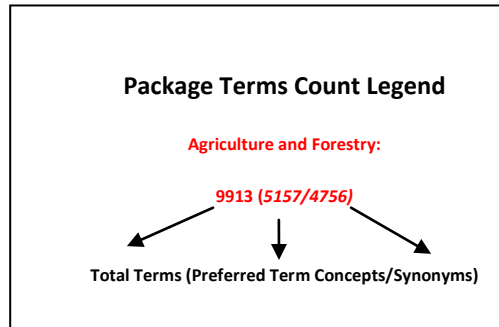 Package Terms Count Legend
Agriculture and Forestry:
9913 (5157/4756)
Total Terms (Preferred Term Concepts/Synonyms)